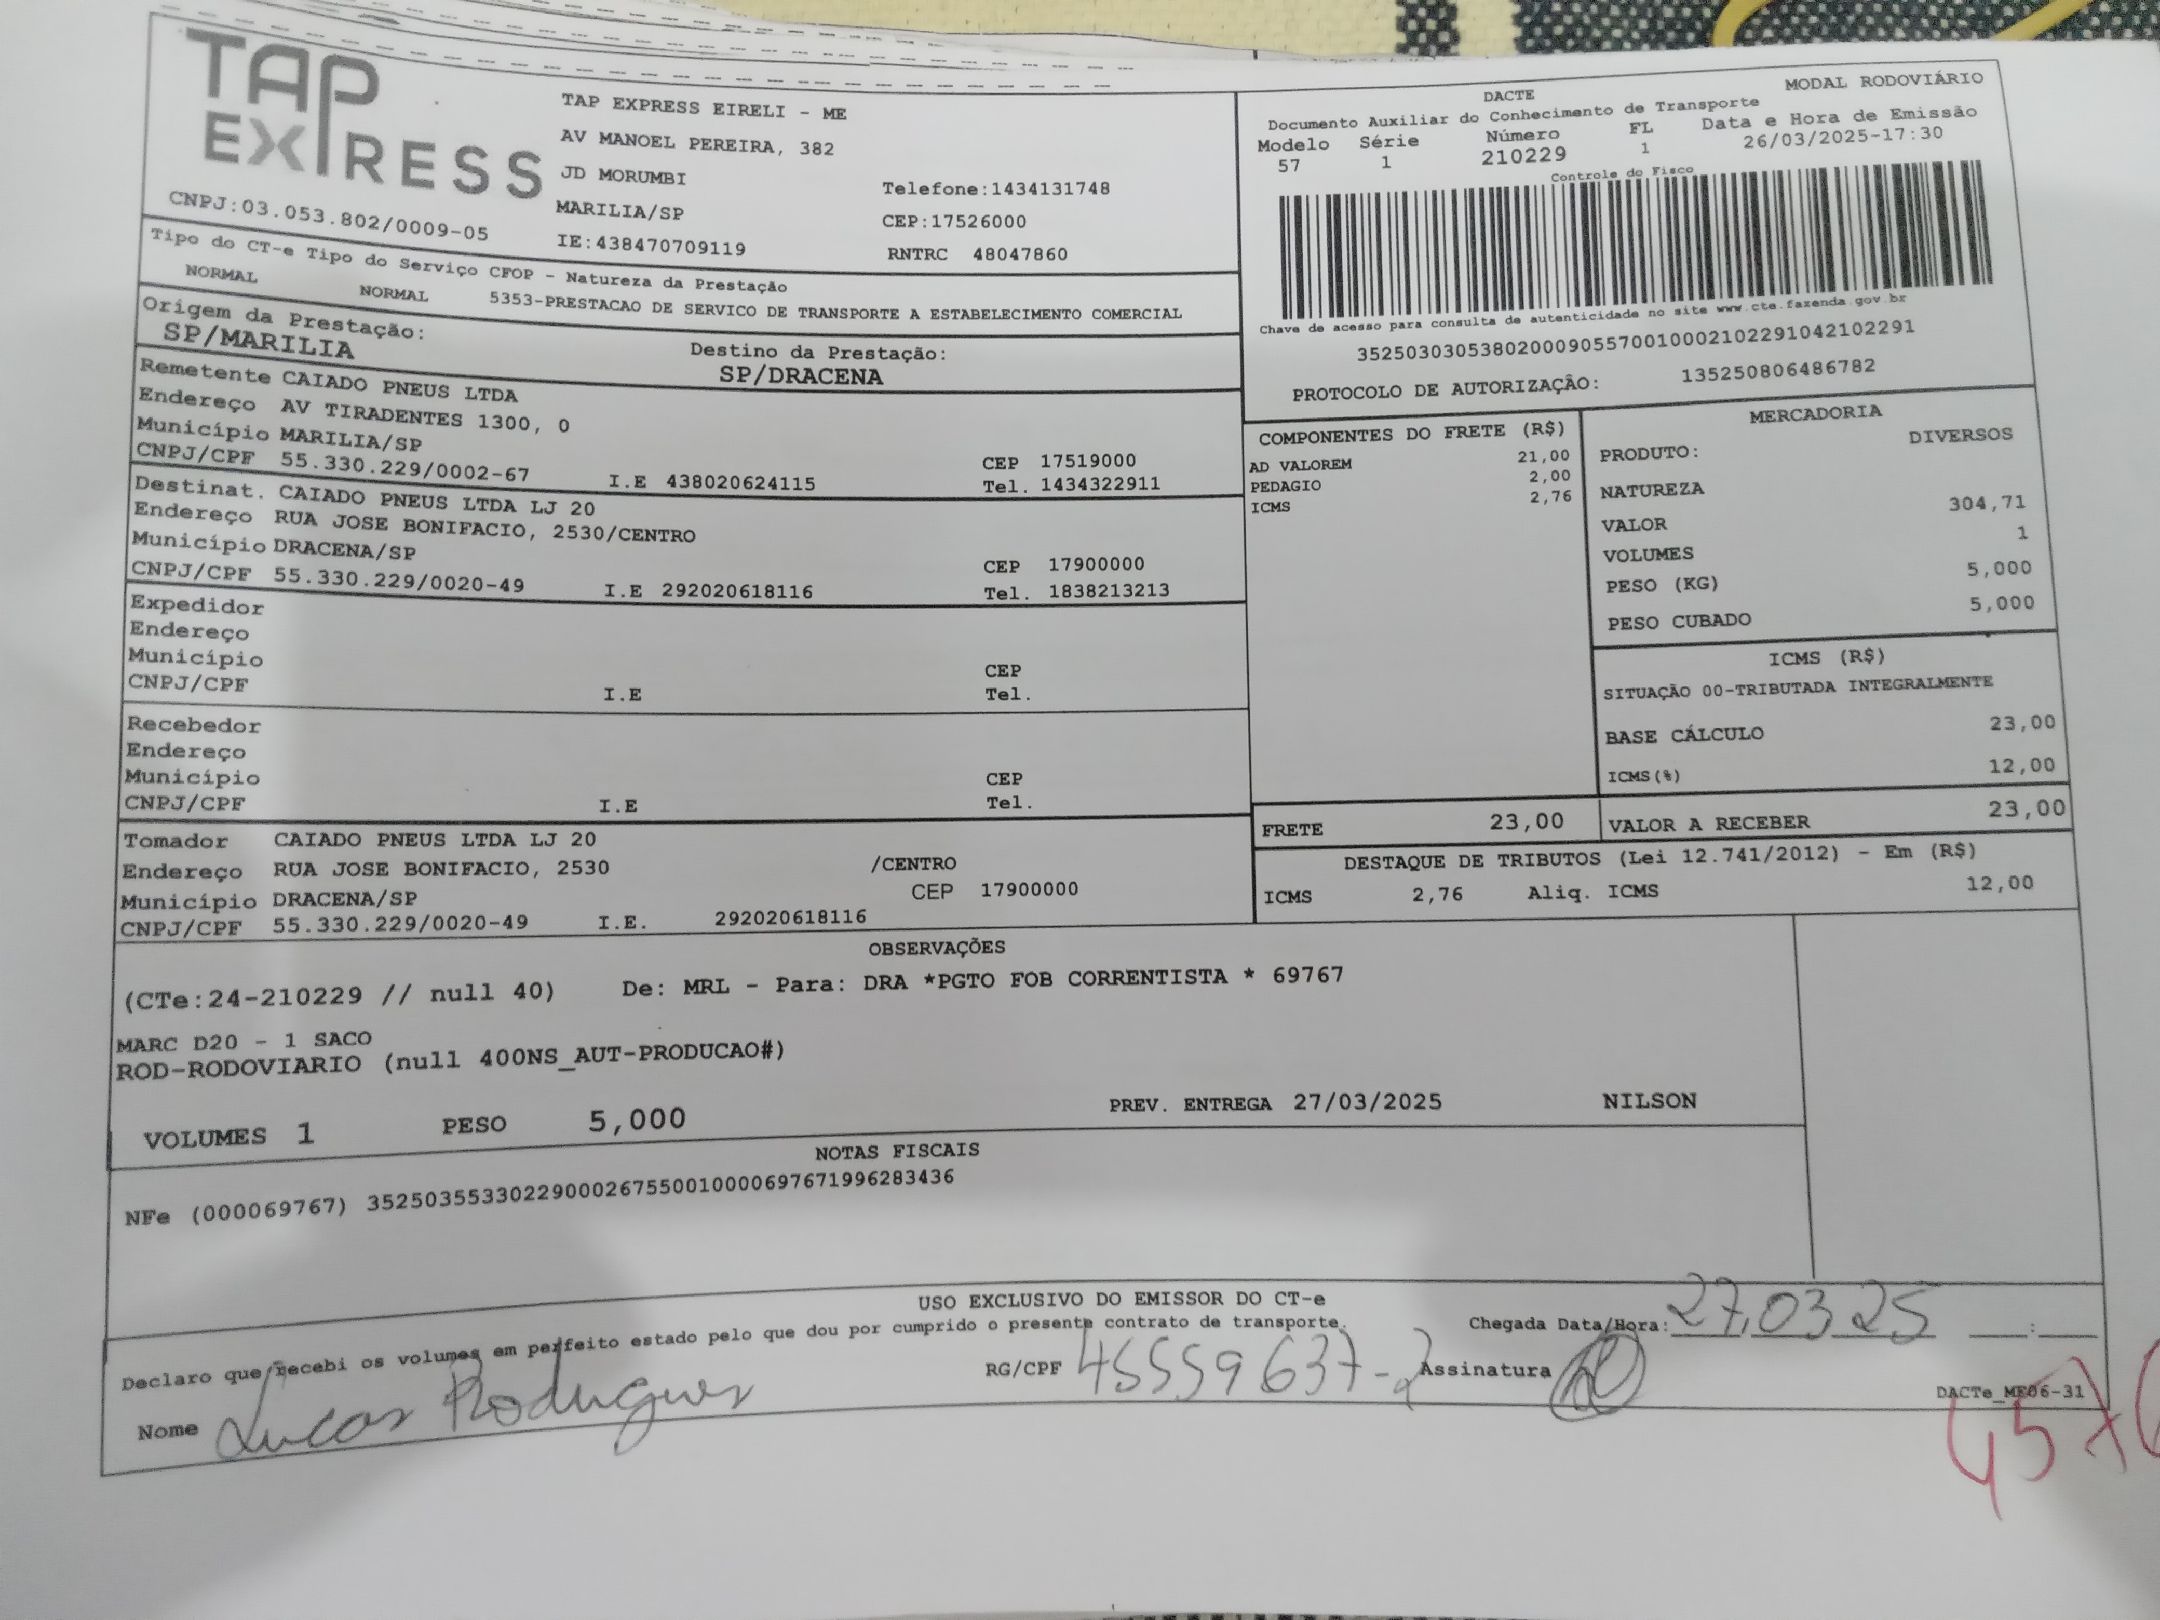 TAP EXPRESS
TAP EXPRESS EIRELI - ME
AV MANOEL PEREIRA, 382
JD MORUMBI
Telefone:1434131748
MARILIA/SP
CEP:17526000
CNPJ:03.053.802/0009-05
IE:438470709119
RNTRC 48047860
DACTE
MODAL RODOVIÁRIO
Documento Auxiliar do Conhecimento de Transporte
Modelo Série Número FL Data e Hora de Emissão
57 1 210229 1 26/03/2025-17:30
Controle do Fisco
Chave de acesso para consulta de autenticidade no site www.cte.fazenda.gov.br
35250303053802000905570010002102291042102291
PROTOCOLO DE AUTORIZAÇÃO: 135250806486782
Tipo do CT-e Tipo do Serviço CFOP - Natureza da Prestação
NORMAL NORMAL 5353-PRESTACAO DE SERVICO DE TRANSPORTE A ESTABELECIMENTO COMERCIAL
Origem da Prestação: Destino da Prestação:
SP/MARILIA SP/DRACENA
Remetente CAIADO PNEUS LTDA
Endereço AV TIRADENTES 1300, 0
Município MARILIA/SP CEP 17519000
CNPJ/CPF 55.330.229/0002-67 I.E 438020624115 Tel. 1434322911
Destinat. CAIADO PNEUS LTDA LJ 20
Endereço RUA JOSE BONIFACIO, 2530/CENTRO
Município DRACENA/SP CEP 17900000
CNPJ/CPF 55.330.229/0020-49 I.E 292020618116 Tel. 1838213213
Expedidor
Endereço
Município CEP
CNPJ/CPF I.E Tel.
Recebedor
Endereço
Município CEP
CNPJ/CPF I.E Tel.
Tomador CAIADO PNEUS LTDA LJ 20
Endereço RUA JOSE BONIFACIO, 2530 /CENTRO
Município DRACENA/SP CEP 17900000
CNPJ/CPF 55.330.229/0020-49 I.E. 292020618116
COMPONENTES DO FRETE (R$)
AD VALOREM 21,00
PEDAGIO 2,00
ICMS 2,76
MERCADORIA
PRODUTO: DIVERSOS
NATUREZA
VALOR 304,71
VOLUMES 1
PESO (KG) 5,000
PESO CUBADO 5,000
ICMS (R$)
SITUAÇÃO 00-TRIBUTADA INTEGRALMENTE
BASE CÁLCULO 23,00
ICMS(%) 12,00
FRETE 23,00 VALOR A RECEBER 23,00
DESTAQUE DE TRIBUTOS (Lei 12.741/2012) - Em (R$)
ICMS 2,76 Aliq. ICMS 12,00
OBSERVAÇÕES
(CTe:24-210229 // null 40) De: MRL - Para: DRA *PGTO FOB CORRENTISTA * 69767
MARC D20 - 1 SACO
ROD-RODOVIARIO (null 400NS_AUT-PRODUCAO#)
VOLUMES 1 PESO 5,000 PREV. ENTREGA 27/03/2025 NILSON
NOTAS FISCAIS
NFe (000069767) 35250355330229000267550010000697671996283436
USO EXCLUSIVO DO EMISSOR DO CT-e
Declaro que recebi os volumes em perfeito estado pelo que dou por cumprido o presente contrato de transporte.
Chegada Data/Hora: 27,03 25 :
Nome Lucas Rodrigues RG/CPF 45559637-2 Assinatura
DACTe_ME06-31